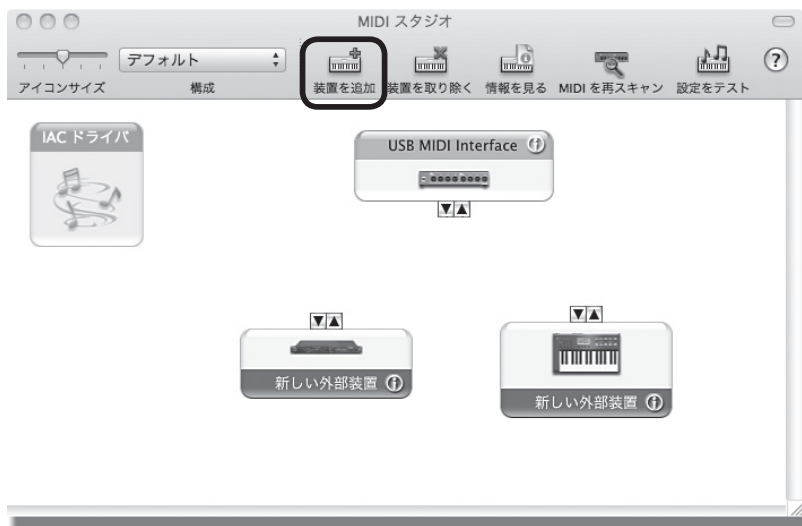 MIDI スタジオ
デフォルト
アイコンサイズ 構成 装置を追加 装置を取り除く 情報を見る MIDI を再スキャン 設定をテスト
?
IAC ドライバ
USB MIDI Interface
新しい外部装置
新しい外部装置